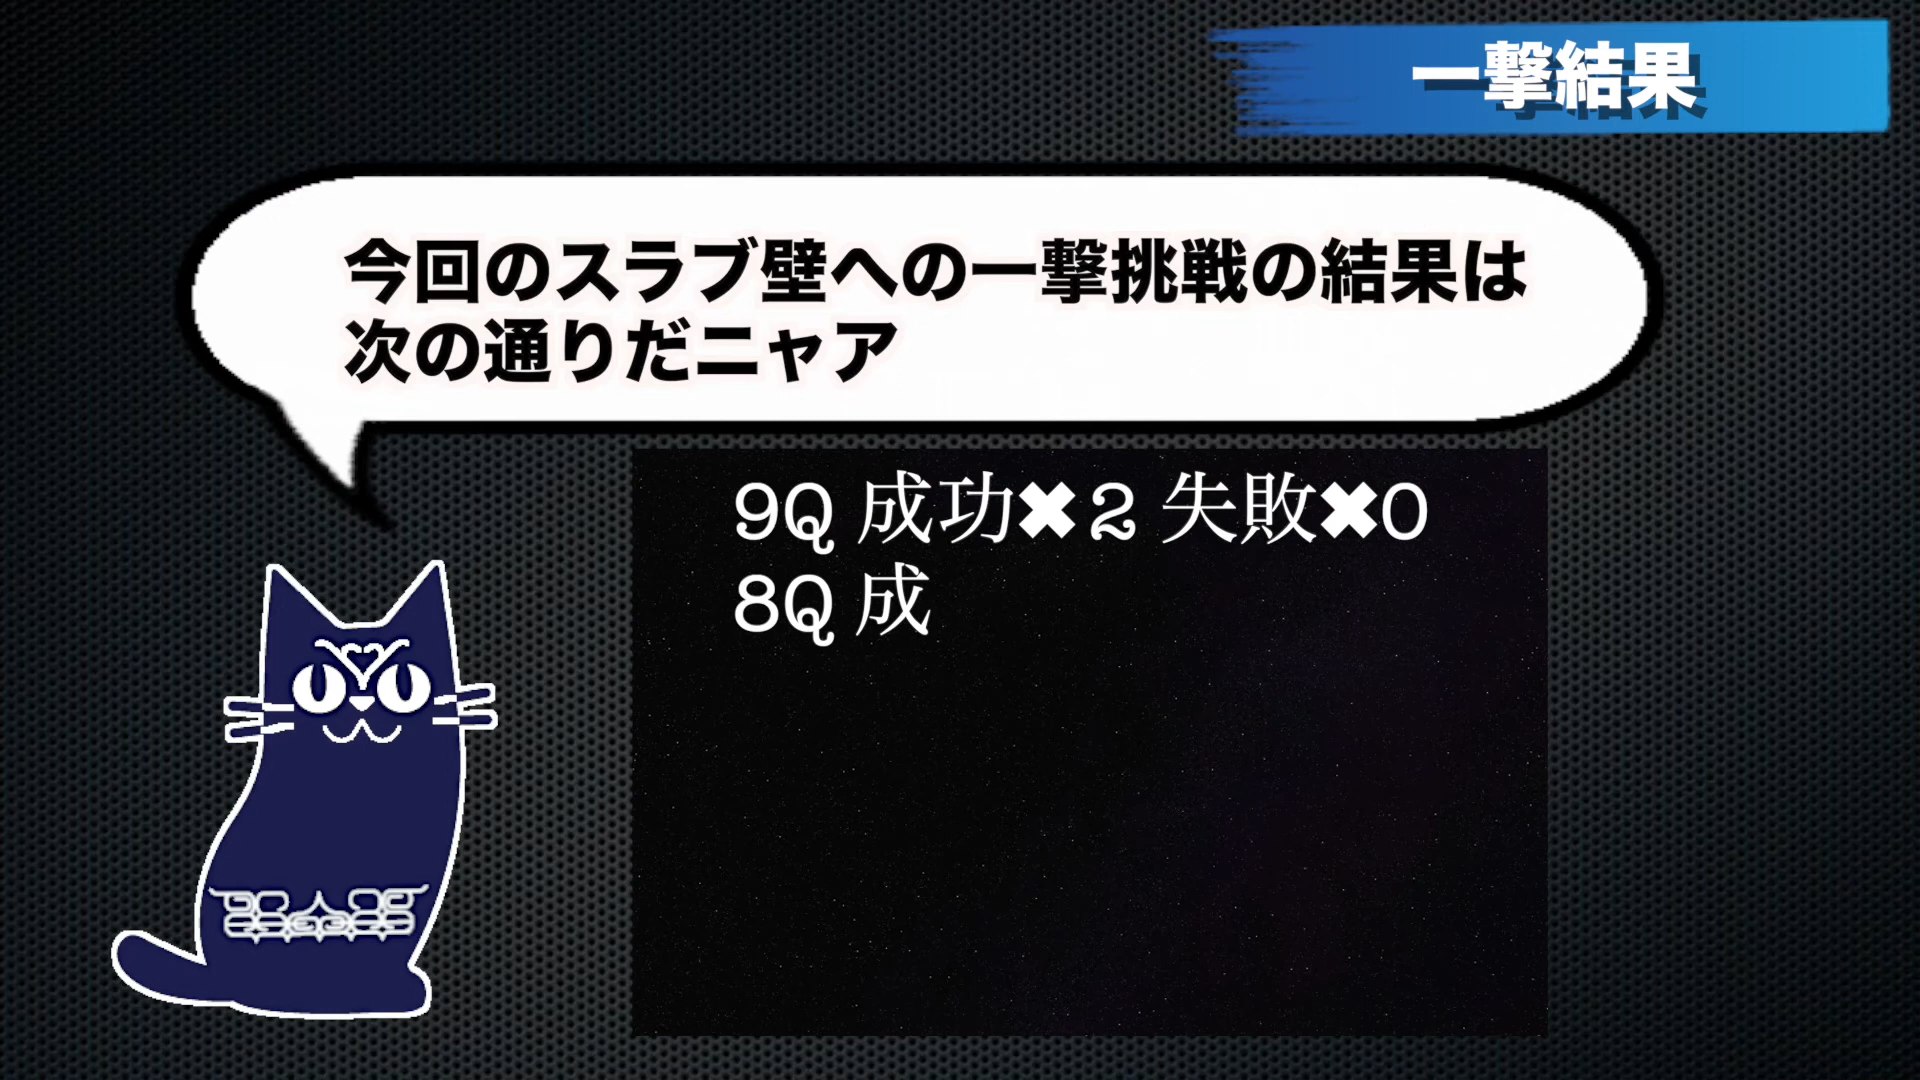 一撃結果
今回のスラブ壁への一撃挑戦の結果は
次の通りだニャア
9Q 成功✖2 失敗✖0
8Q 成